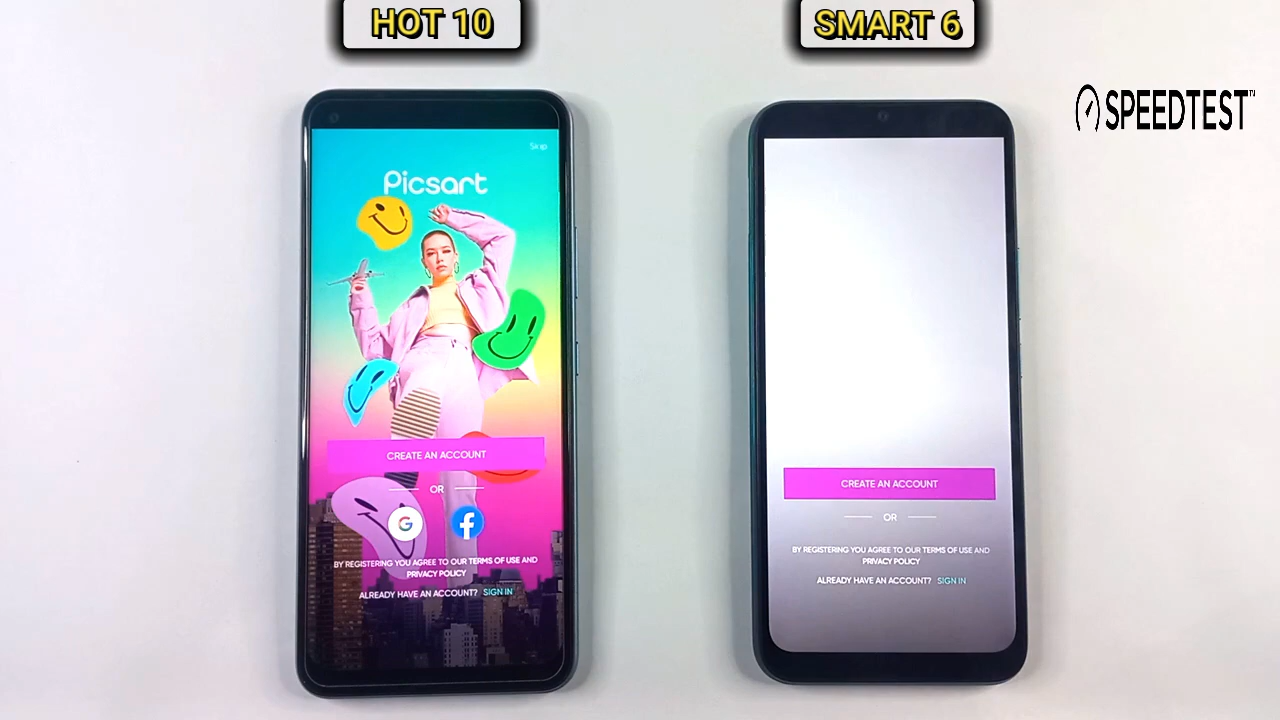 HOT 10
SMART 6
SPEEDTEST™
Skip
Picsart
CREATE AN ACCOUNT
OR
G
f
BY REGISTERING YOU AGREE TO OUR TERMS OF USE AND
PRIVACY POLICY
ALREADY HAVE AN ACCOUNT? SIGN IN
CREATE AN ACCOUNT
OR
BY REGISTERING YOU AGREE TO OUR TERMS OF USE AND
PRIVACY POLICY
ALREADY HAVE AN ACCOUNT? SIGN IN